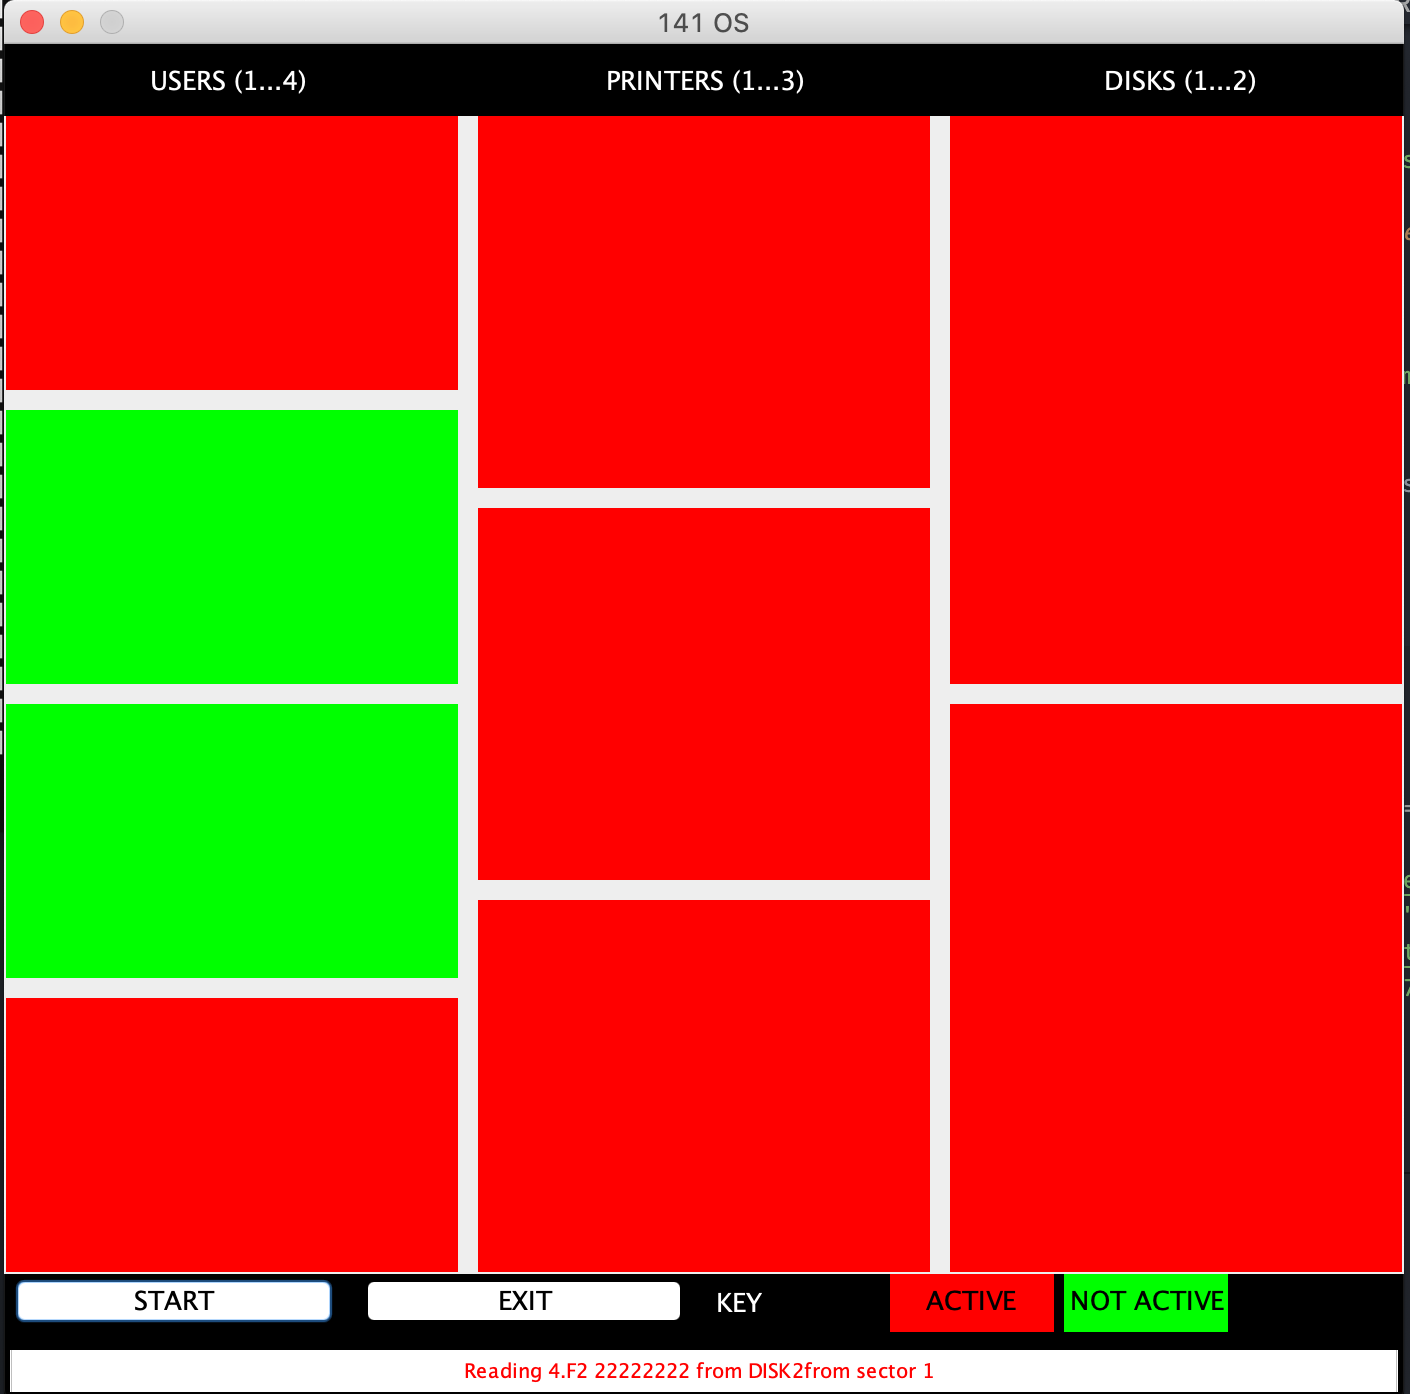 141 OS
USERS (1...4) PRINTERS (1...3) DISKS (1...2)
START EXIT KEY ACTIVE NOT ACTIVE
Reading 4.F2 22222222 from DISK2from sector 1